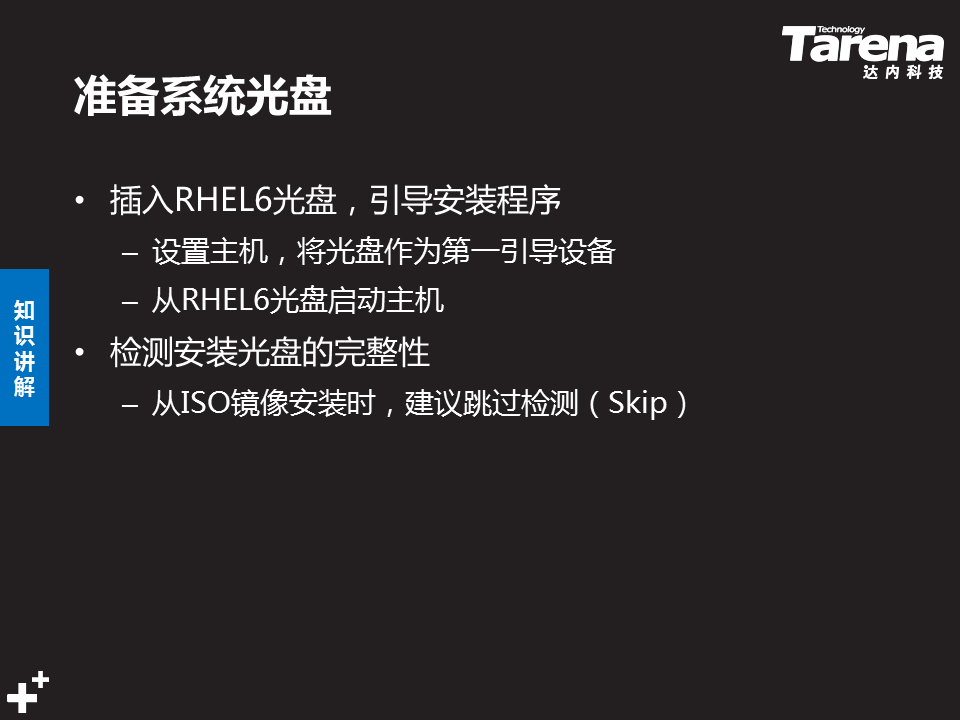 Technology
Tarena
达内科技
准备系统光盘
• 插入RHEL6光盘，引导安装程序
– 设置主机，将光盘作为第一引导设备
– 从RHEL6光盘启动主机
• 检测安装光盘的完整性
– 从ISO镜像安装时，建议跳过检测（Skip）
知
识
讲
解